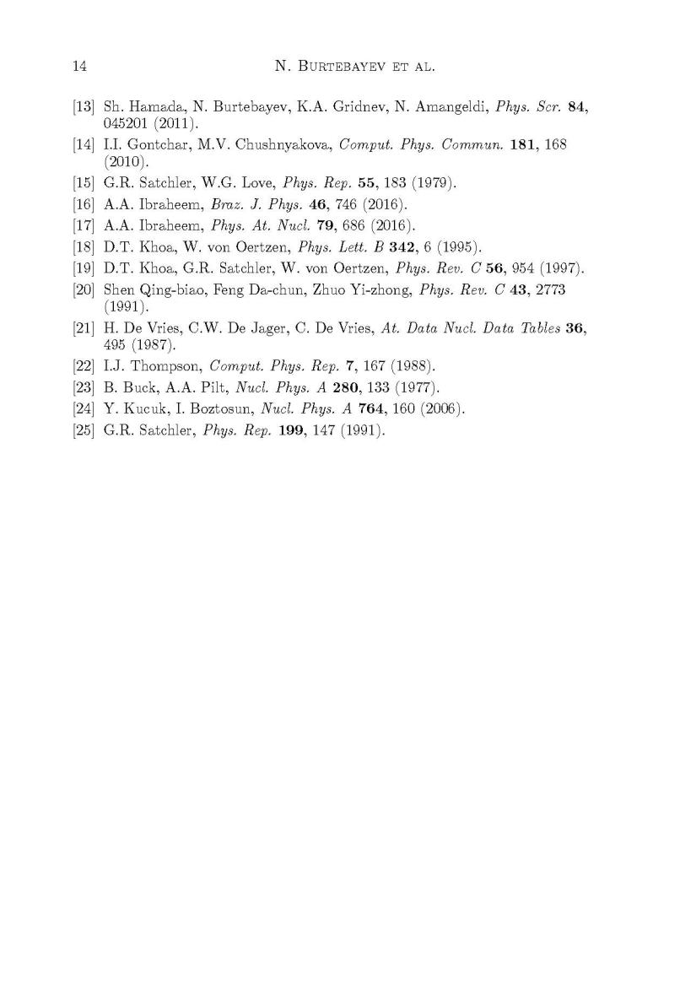 14 N. BURTEBAYEV ET AL.
[13] Sh. Hamada, N. Burtebayev, K.A. Gridnev, N. Amangeldi, Phys. Scr. 84,
045201 (2011).
[14] I.I. Gontchar, M.V. Chushnyakova, Comput. Phys. Commun. 181, 168
(2010).
[15] G.R. Satchler, W.G. Love, Phys. Rep. 55, 183 (1979).
[16] A.A. Ibraheem, Braz. J. Phys. 46, 746 (2016).
[17] A.A. Ibraheem, Phys. At. Nucl. 79, 686 (2016).
[18] D.T. Khoa, W. von Oertzen, Phys. Lett. B 342, 6 (1995).
[19] D.T. Khoa, G.R. Satchler, W. von Oertzen, Phys. Rev. C 56, 954 (1997).
[20] Shen Qing-biao, Feng Da-chun, Zhuo Yi-zhong, Phys. Rev. C 43, 2773
(1991).
[21] H. De Vries, C.W. De Jager, C. De Vries, At. Data Nucl. Data Tables 36,
495 (1987).
[22] I.J. Thompson, Comput. Phys. Rep. 7, 167 (1988).
[23] B. Buck, A.A. Pilt, Nucl. Phys. A 280, 133 (1977).
[24] Y. Kucuk, I. Boztosun, Nucl. Phys. A 764, 160 (2006).
[25] G.R. Satchler, Phys. Rep. 199, 147 (1991).